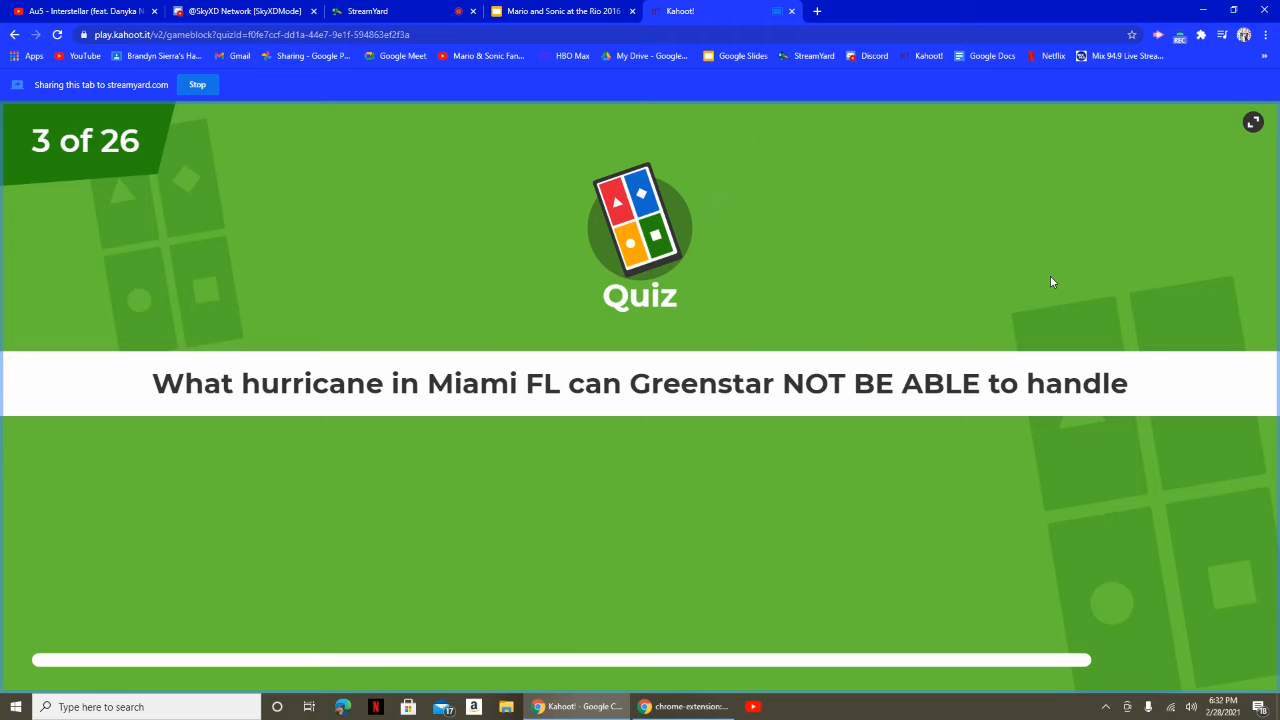 Au5 - Interstellar (feat. Danyka N
@SkyXD Network [SkyXDMode]
StreamYard
Mario and Sonic at the Rio 2016
Kahoot!
play.kahoot.it/v2/gameblock?quizId=f0fe7ccf-dd1a-44e7-9e1f-594863ef2f3a
REC
Apps
YouTube
Brandyn Sierra's Ha...
Gmail
Sharing - Google P...
Google Meet
Mario & Sonic Fan...
HBO Max
My Drive - Google...
Google Slides
StreamYard
Discord
Kahoot!
Google Docs
Netflix
Mix 94.9 Live Strea...
Sharing this tab to streamyard.com
Stop
3 of 26
Quiz
What hurricane in Miami FL can Greenstar NOT BE ABLE to handle
Type here to search
17
Kahoot! - Google C...
chrome-extension:...
6:32 PM
2/28/2021
18